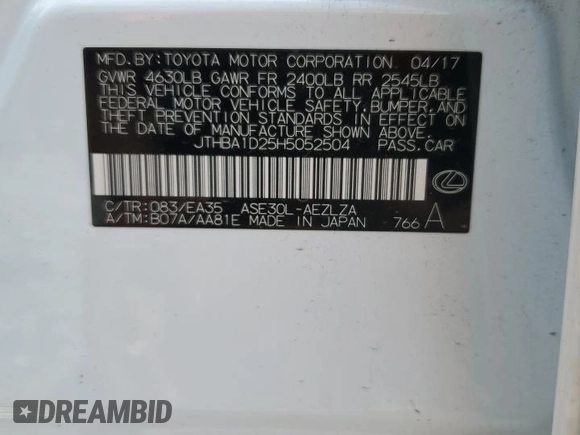 MFD.BY:TOYOTA MOTOR CORPORATION 04/17
GVWR 4630LB GAWR FR 2400LB RR 2545LB
THIS VEHICLE CONFORMS TO ALL APPLICABLE
FEDERAL MOTOR VEHICLE SAFETY,BUMPER,AND
THEFT PREVENTION STANDARDS IN EFFECT ON
THE DATE OF MANUFACTURE SHOWN ABOVE.
JTHBA1D25H5052504 PASS.CAR
C/TR:083/EA35 ASE30L-AEZLZA
A/TM:B07A/AA81E MADE IN JAPAN 766 A
DREAMBID